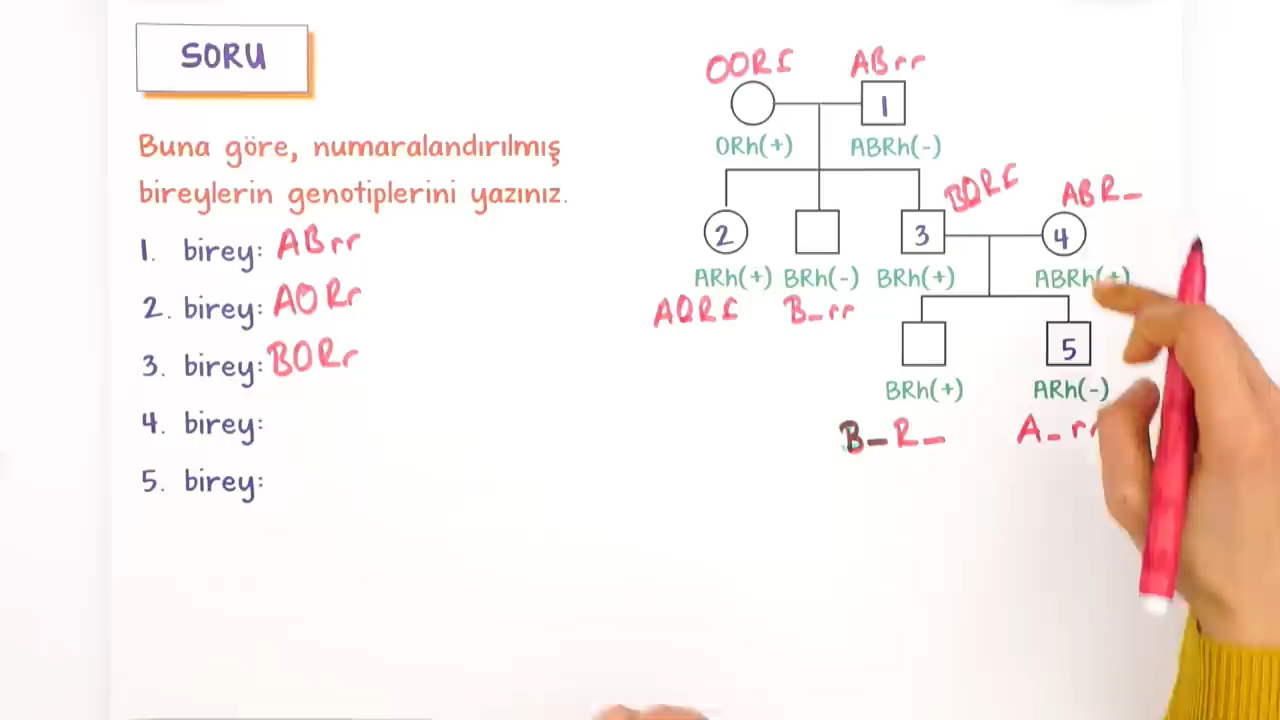 SORU
Buna göre, numaralandırılmış
bireylerin genotiplerini yazınız.
1. birey: ABrr
2. birey: AORr
3. birey: BORr
4. birey:
5. birey:
OORr ABrr
1
ORh(+) ABRh(-)
BORr ABR_
2 3 4
ARh(+) BRh(-) BRh(+) ABRh(+)
AORr B_rr
5
BRh(+) ARh(-)
B_R_ A_rr